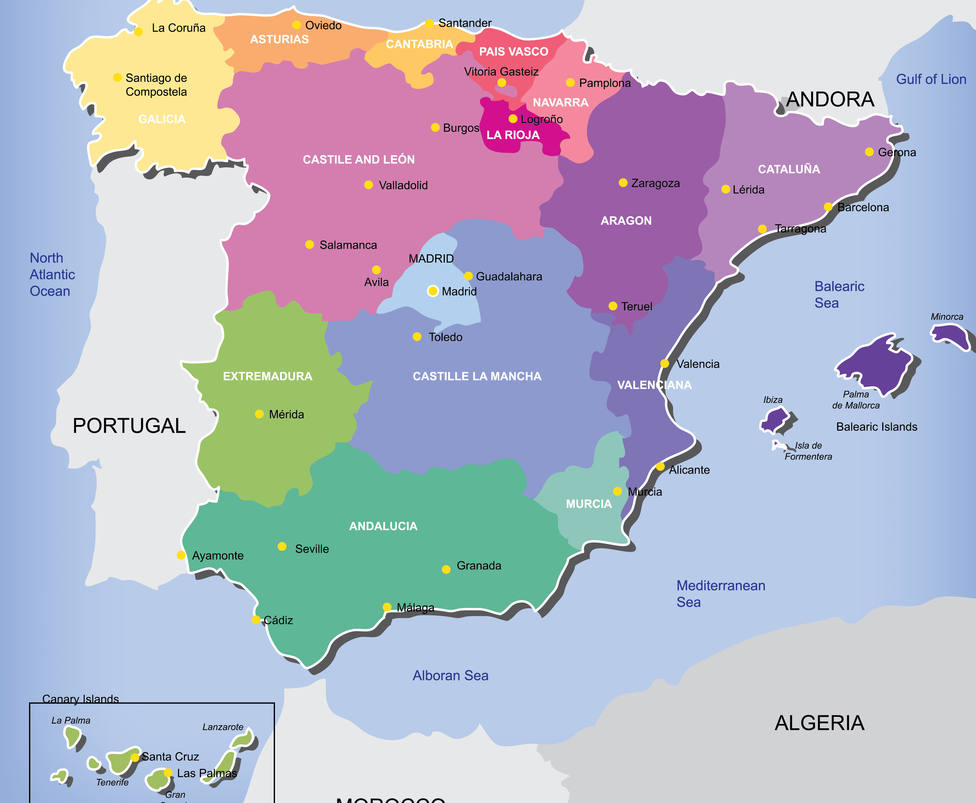 La Coruña
Oviedo
Santander
ASTURIAS
CANTABRIA
PAIS VASCO
Gulf of Lion
Santiago de
Compostela
Vitoria Gasteiz
Pamplona
ANDORA
NAVARRA
GALICIA
Burgos
Logroño
LA RIOJA
CASTILE AND LEÓN
Gerona
CATALUÑA
Valladolid
Zaragoza
Lérida
Barcelona
ARAGON
Tarragona
Salamanca
North
Atlantic
Ocean
MADRID
Avila
Guadalahara
Madrid
Balearic
Sea
Teruel
Minorca
Toledo
Valencia
EXTREMADURA
CASTILLE LA MANCHA
VALENCIANA
Palma
de Mallorca
Ibiza
Mérida
PORTUGAL
Balearic Islands
Isla de
Formentera
Alicante
Murcia
MURCIA
ANDALUCIA
Ayamonte
Seville
Granada
Mediterranean
Sea
Málaga
Cádiz
Alboran Sea
Canary Islands
La Palma
Lanzarote
ALGERIA
Santa Cruz
Las Palmas
Tenerife
Gran
MOROCCO